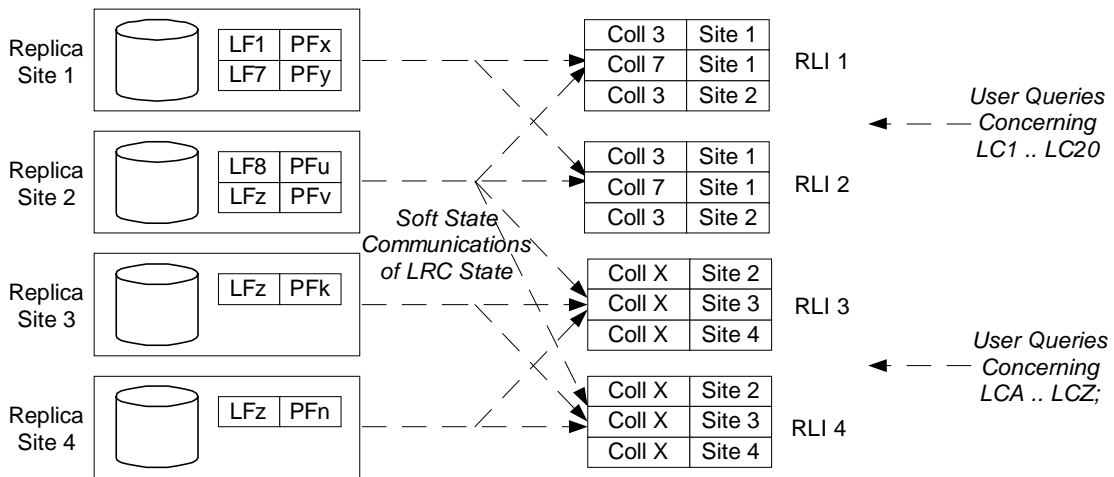 Replica
Site 1
LF1 PFx
LF7 PFy
Replica
Site 2
LF8 PFu
LFz PFv
Replica
Site 3
LFz PFk
Replica
Site 4
LFz PFn
Soft State
Communications
of LRC State
Coll 3 Site 1
Coll 7 Site 1
Coll 3 Site 2
RLI 1
Coll 3 Site 1
Coll 7 Site 1
Coll 3 Site 2
RLI 2
Coll X Site 2
Coll X Site 3
Coll X Site 4
RLI 3
Coll X Site 2
Coll X Site 3
Coll X Site 4
RLI 4
User Queries
Concerning
LC1 .. LC20
User Queries
Concerning
LCA .. LCZ;